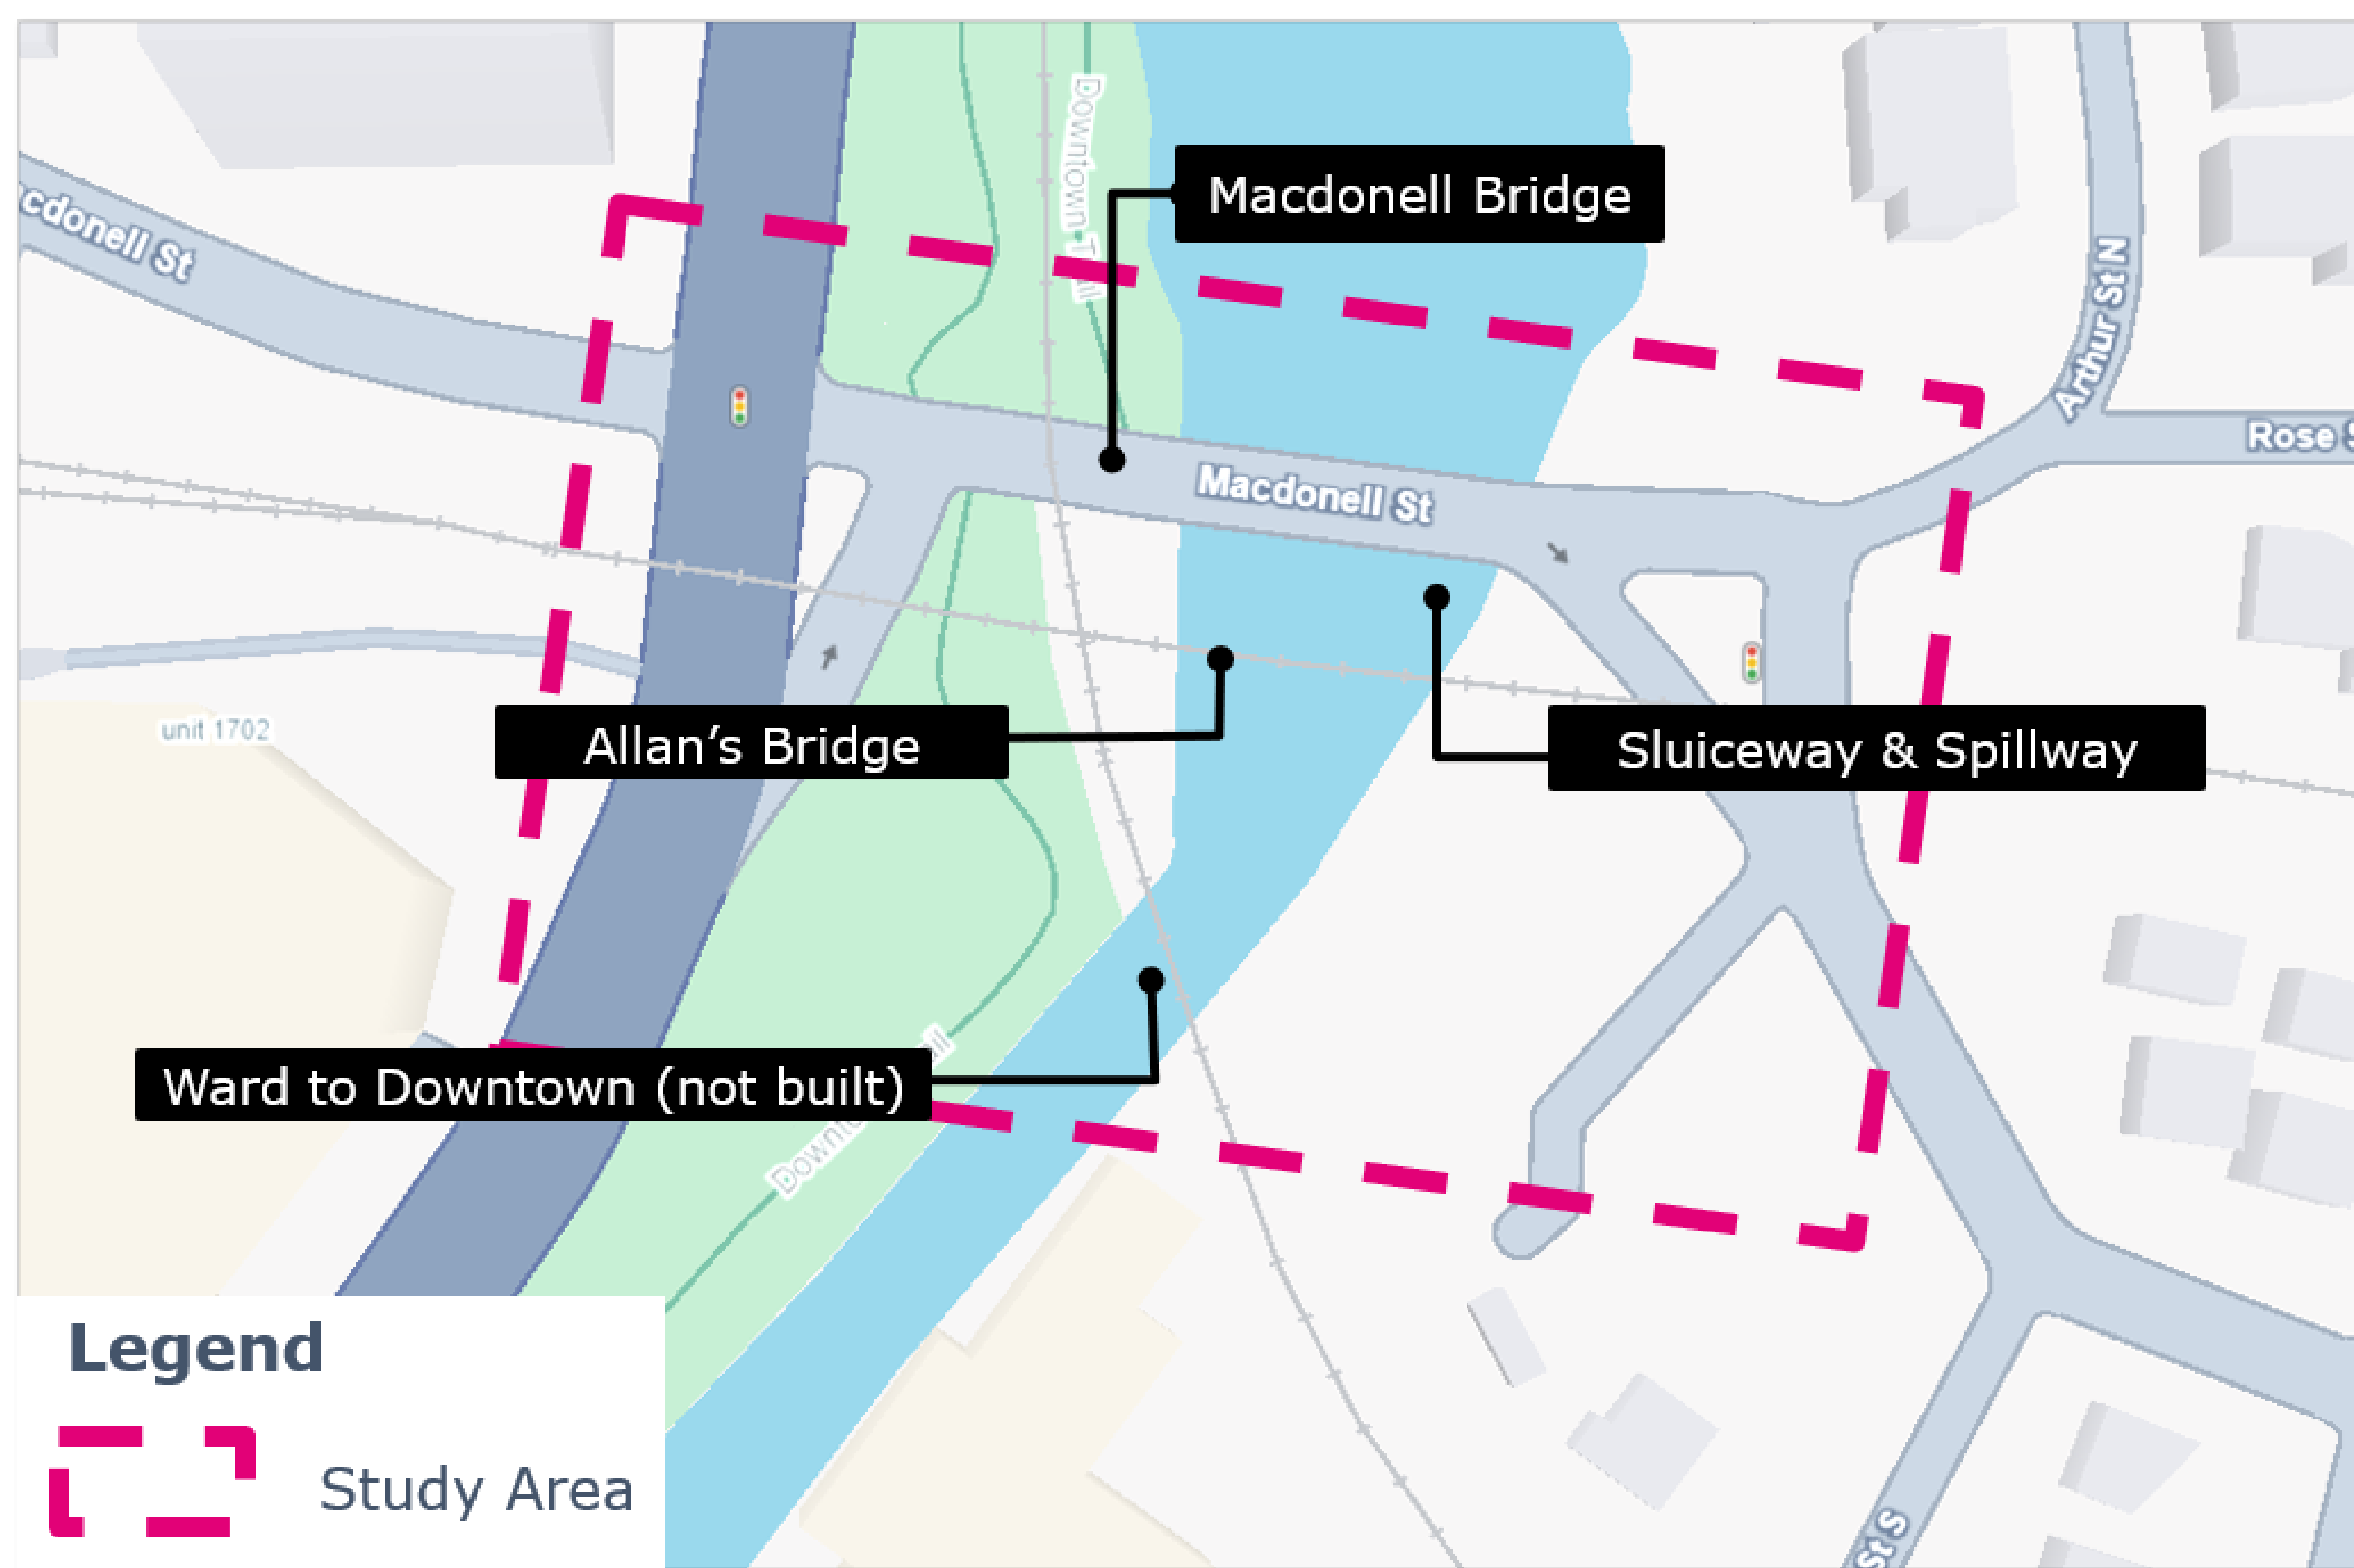 Downtown Trail
Macdonell Bridge
cdonell St
Arthur St N
Rose S
Macdonell St
unit 1702
Allan’s Bridge
Sluiceway & Spillway
Ward to Downtown (not built)
Legend
Study Area
St S